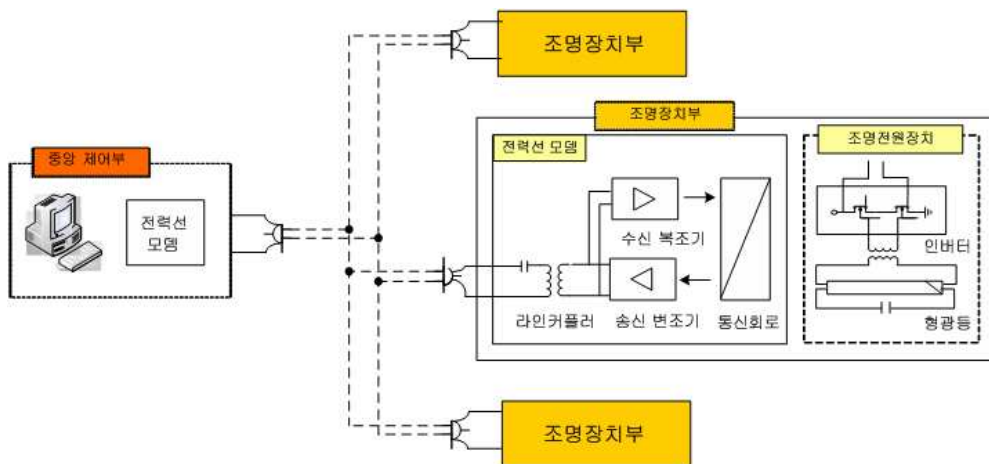 조명장치부
조명장치부
중앙 제어부
전력선
모뎀
전력선 모뎀
수신 복조기
라인커플러
송신 변조기
통신회로
조명전원장치
인버터
형광등
조명장치부